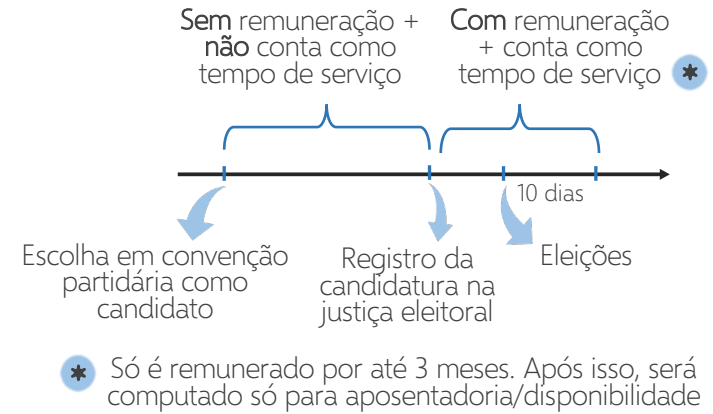 Sem remuneração +
não conta como
tempo de serviço
Com remuneração
+ conta como
tempo de serviço *
10 dias
Escolha em convenção
partidária como
candidato
Registro da
candidatura na
justiça eleitoral
Eleições
* Só é remunerado por até 3 meses. Após isso, será
computado só para aposentadoria/disponibilidade